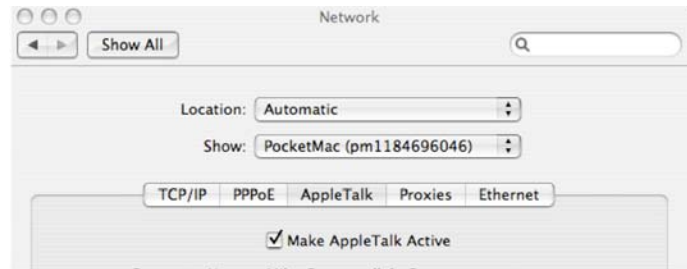 Network
Show All
Location: Automatic
Show: PocketMac (pm1184696046)
TCP/IP PPPoE AppleTalk Proxies Ethernet
Make AppleTalk Active